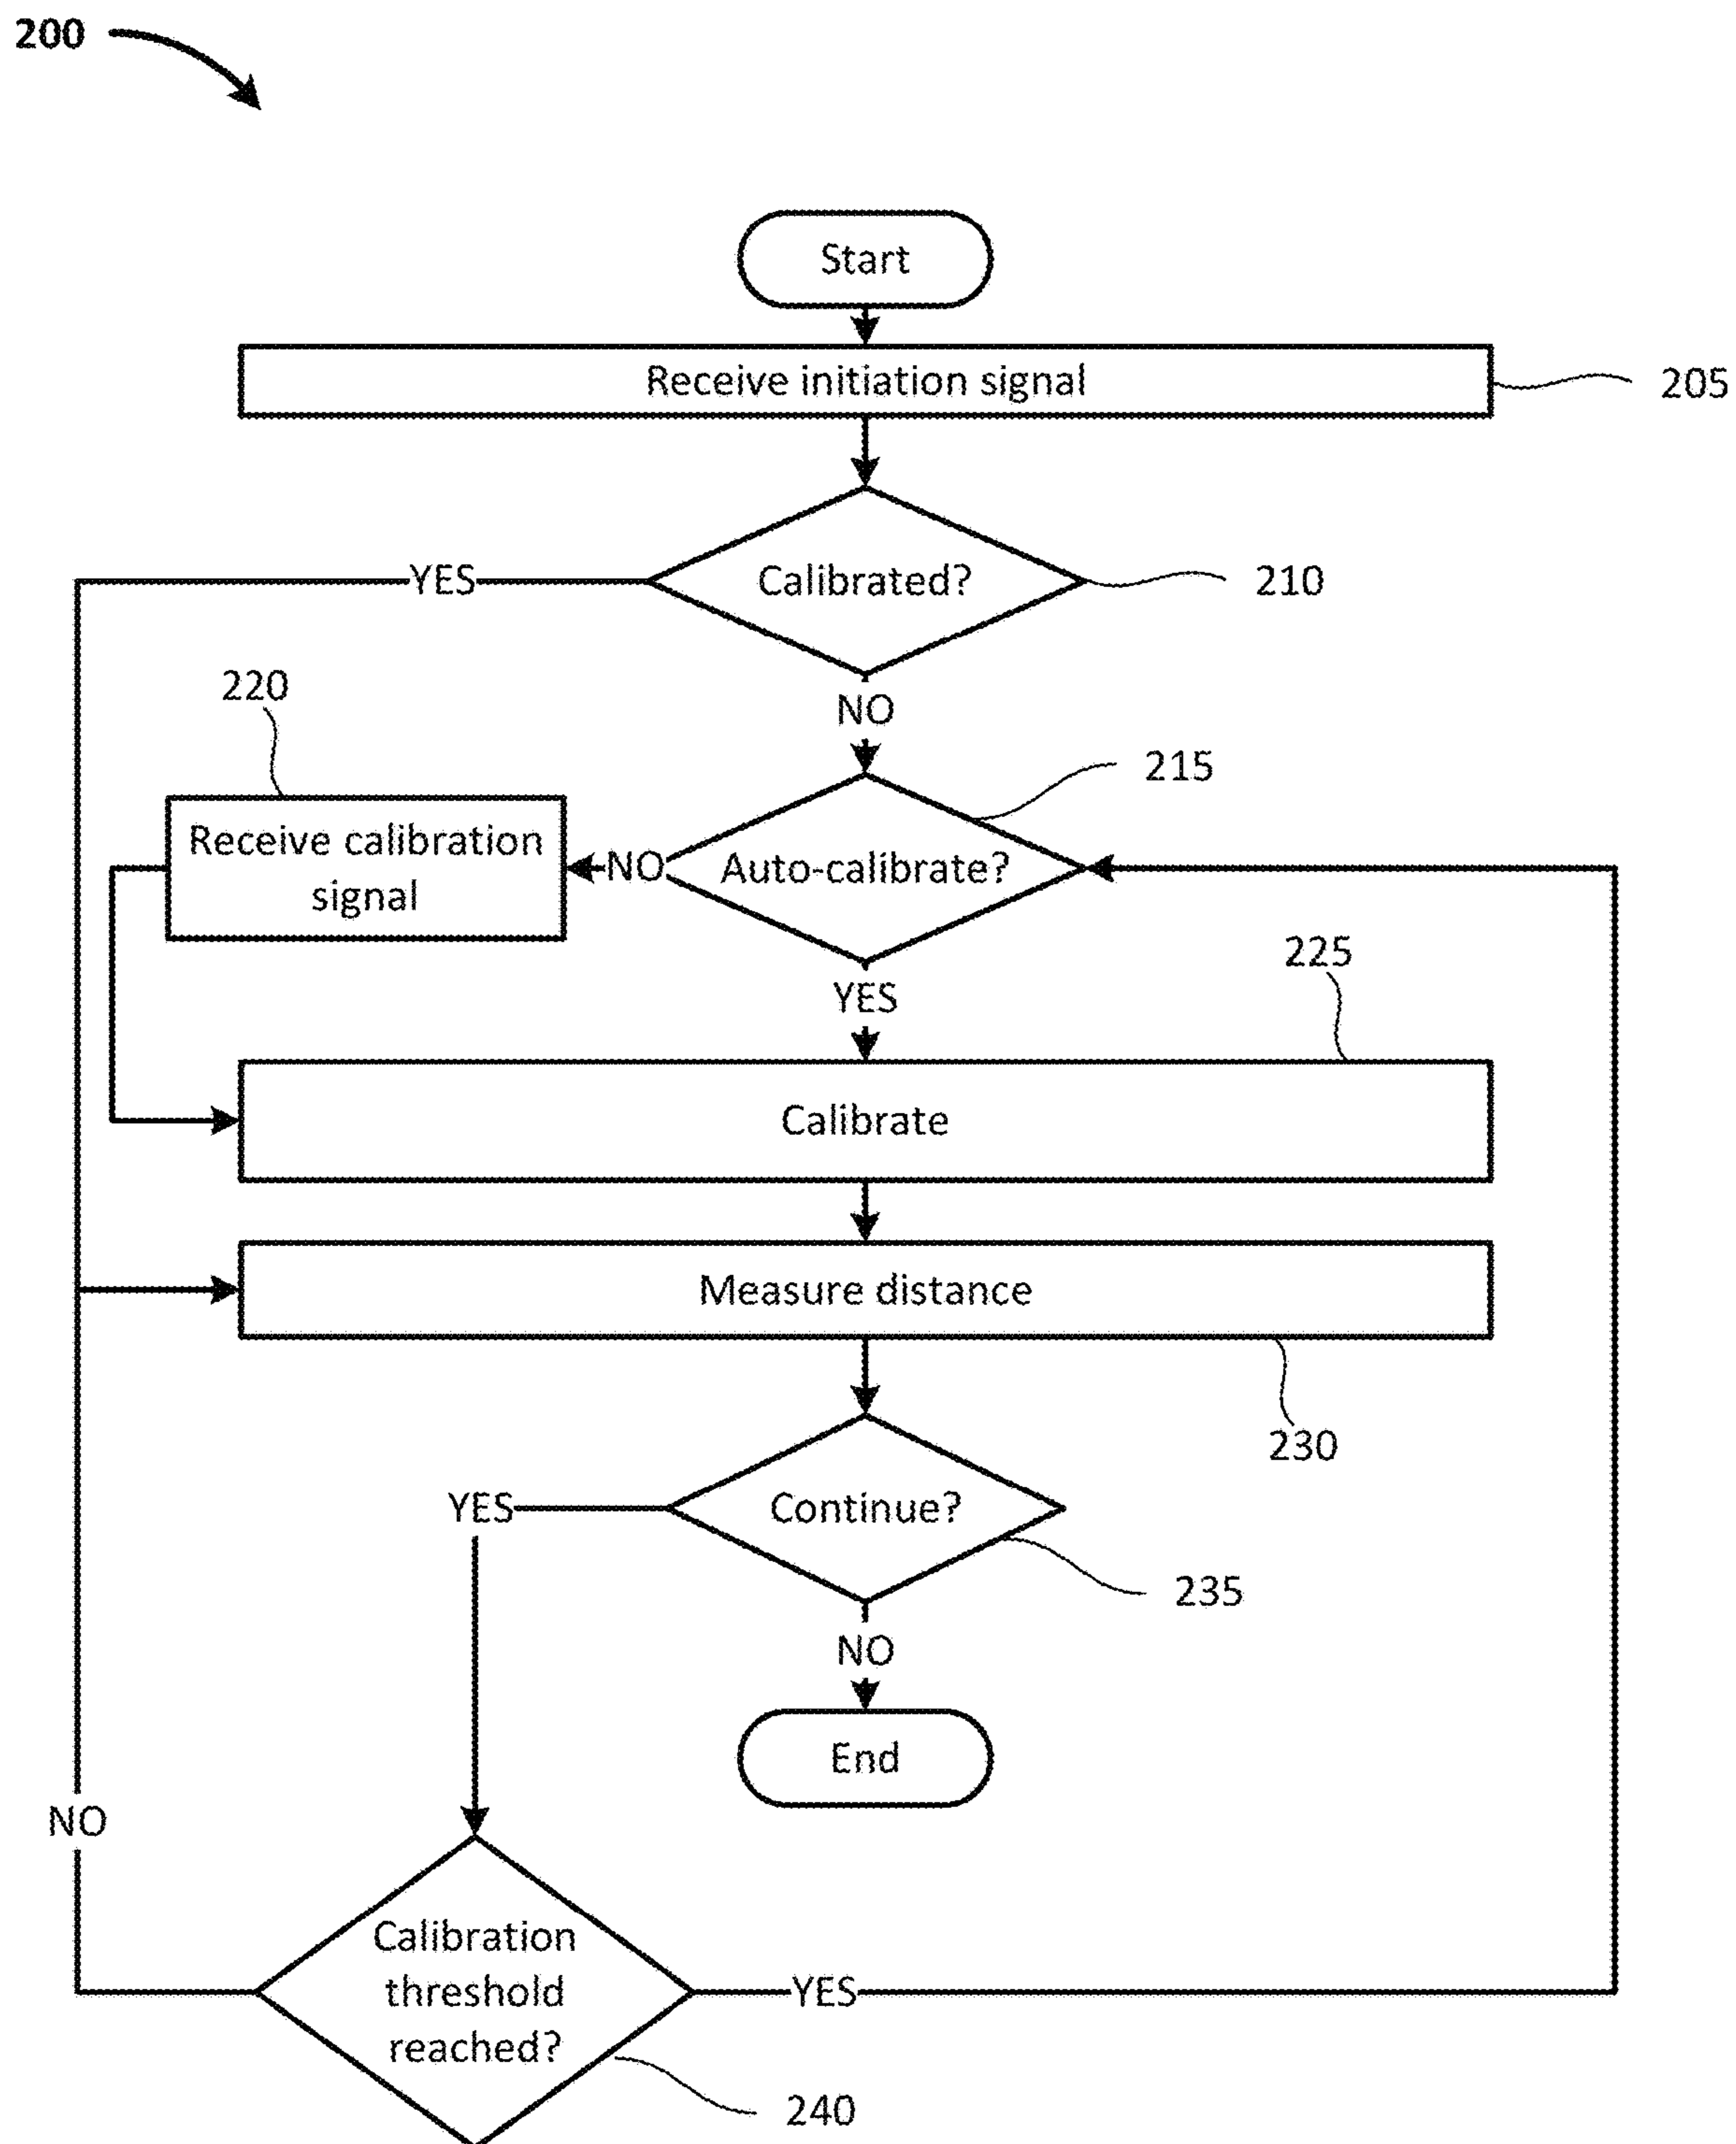 200
Start
Receive initiation signal
205
YES
Calibrated?
210
NO
220
215
Receive calibration
signal
NO
Auto-calibrate?
225
YES
Calibrate
Measure distance
230
YES
Continue?
235
NO
End
NO
Calibration
threshold
reached?
YES
240